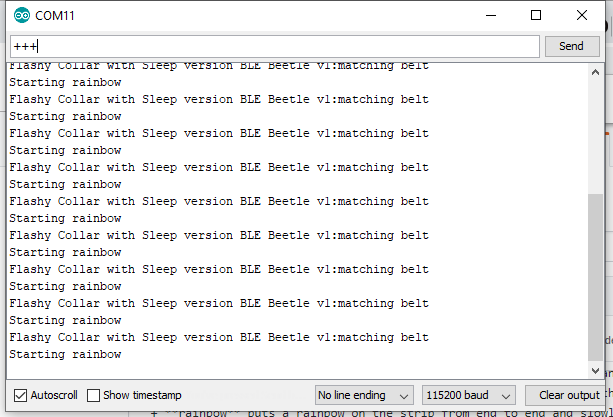 COM11
+++
Send
Flashy Collar with Sleep version BLE Beetle v1:matching belt
Starting rainbow
Flashy Collar with Sleep version BLE Beetle v1:matching belt
Starting rainbow
Flashy Collar with Sleep version BLE Beetle v1:matching belt
Starting rainbow
Flashy Collar with Sleep version BLE Beetle v1:matching belt
Starting rainbow
Flashy Collar with Sleep version BLE Beetle v1:matching belt
Starting rainbow
Flashy Collar with Sleep version BLE Beetle v1:matching belt
Starting rainbow
Flashy Collar with Sleep version BLE Beetle v1:matching belt
Starting rainbow
Flashy Collar with Sleep version BLE Beetle v1:matching belt
Starting rainbow
Flashy Collar with Sleep version BLE Beetle v1:matching belt
Starting rainbow
Autoscroll
Show timestamp
No line ending
115200 baud
Clear output
+ **rainbow** puts a rainbow on the strip from end to end and slow